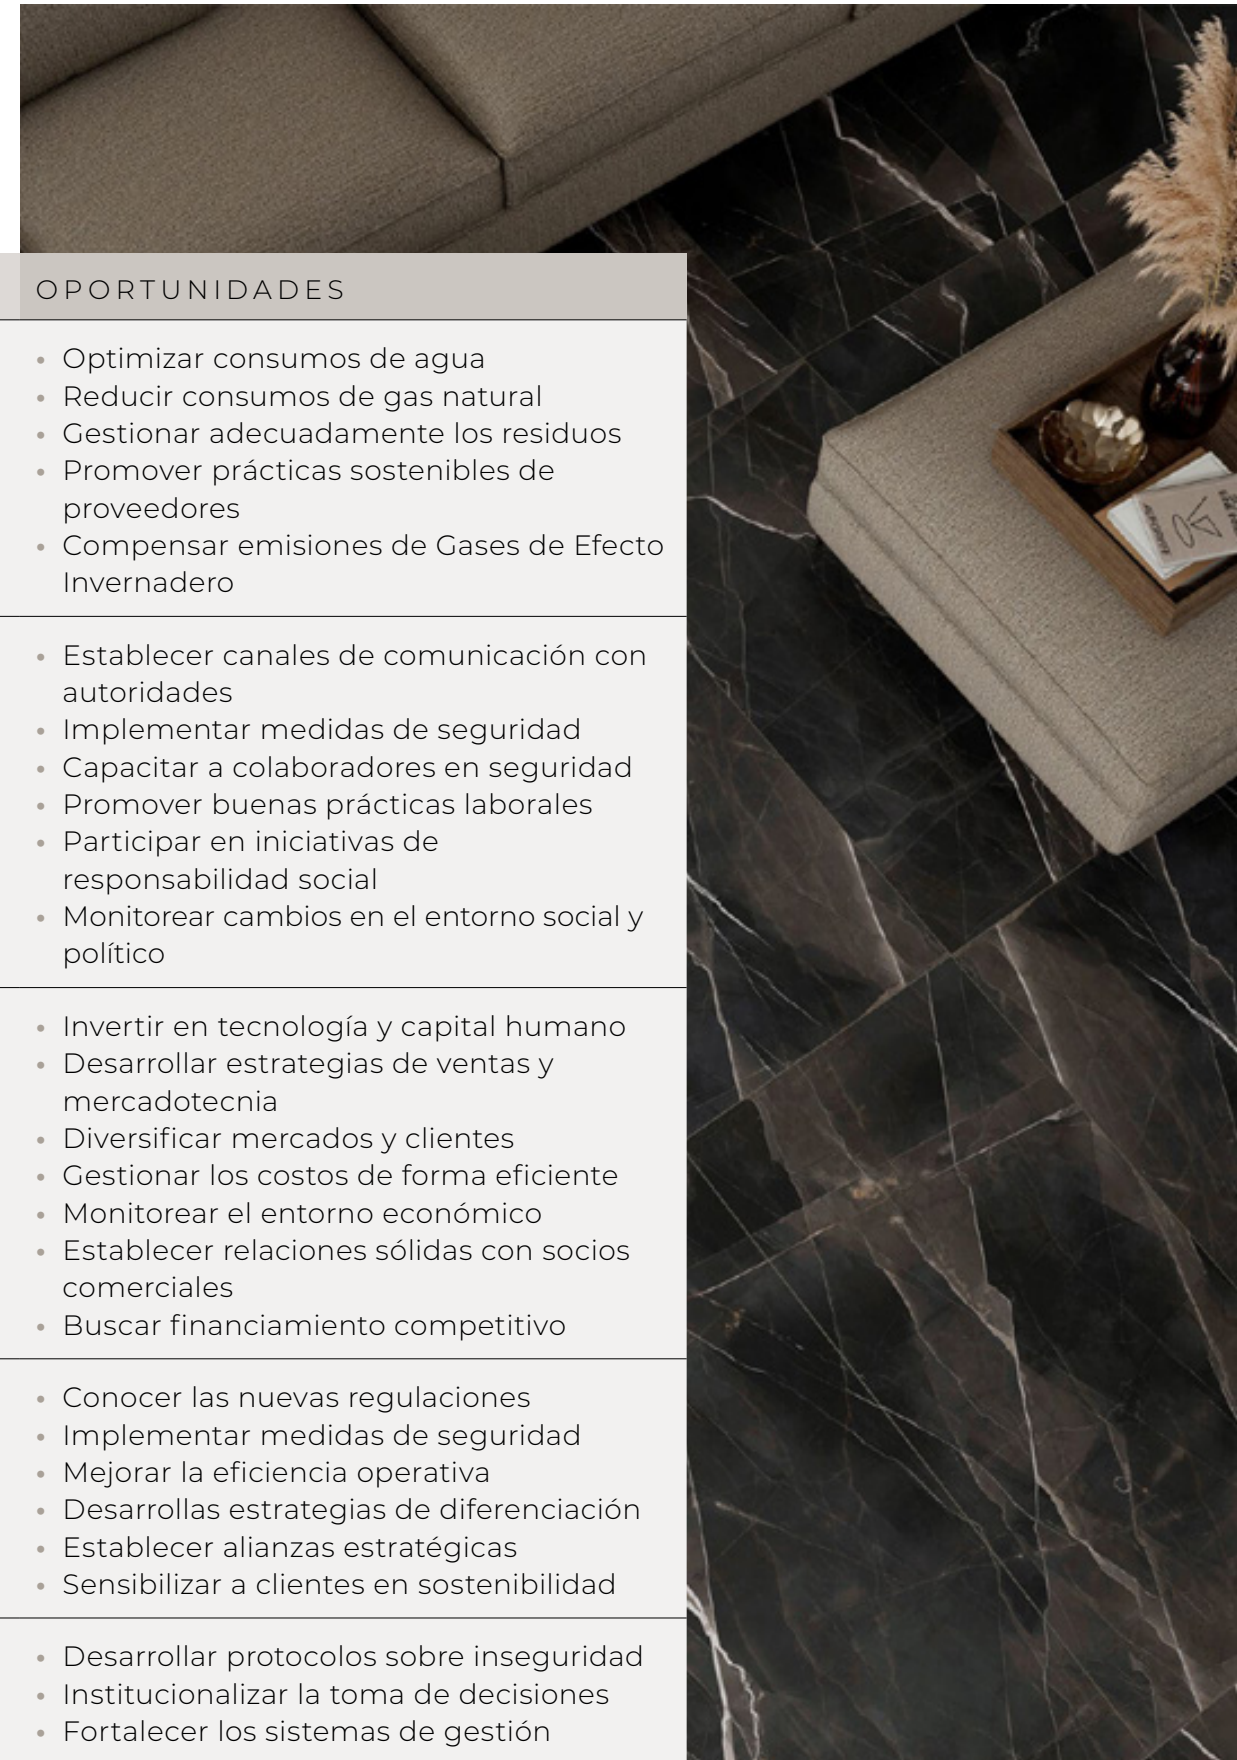 OPORTUNIDADES
• Optimizar consumos de agua
• Reducir consumos de gas natural
• Gestionar adecuadamente los residuos
• Promover prácticas sostenibles de
proveedores
• Compensar emisiones de Gases de Efecto
Invernadero
• Establecer canales de comunicación con
autoridades
• Implementar medidas de seguridad
• Capacitar a colaboradores en seguridad
• Promover buenas prácticas laborales
• Participar en iniciativas de
responsabilidad social
• Monitorear cambios en el entorno social y
político
• Invertir en tecnología y capital humano
• Desarrollar estrategias de ventas y
mercadotecnia
• Diversificar mercados y clientes
• Gestionar los costos de forma eficiente
• Monitorear el entorno económico
• Establecer relaciones sólidas con socios
comerciales
• Buscar financiamiento competitivo
• Conocer las nuevas regulaciones
• Implementar medidas de seguridad
• Mejorar la eficiencia operativa
• Desarrollas estrategias de diferenciación
• Establecer alianzas estratégicas
• Sensibilizar a clientes en sostenibilidad
• Desarrollar protocolos sobre inseguridad
• Institucionalizar la toma de decisiones
• Fortalecer los sistemas de gestión